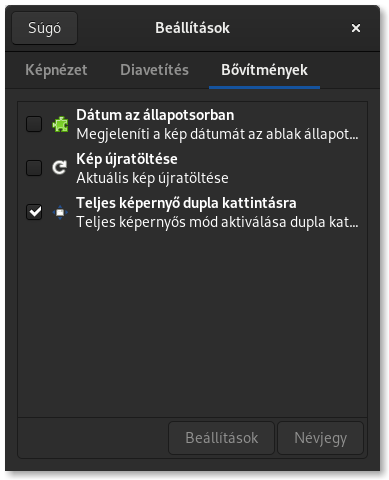 Súgó
Beállítások
Képnézet
Diavetítés
Bővítmények
Dátum az állapotsorban
Megjeleníti a kép dátumát az ablak állapot...
Kép újratöltése
Aktuális kép újratöltése
Teljes képernyő dupla kattintásra
Teljes képernyős mód aktiválása dupla kat...
Beállítások
Névjegy